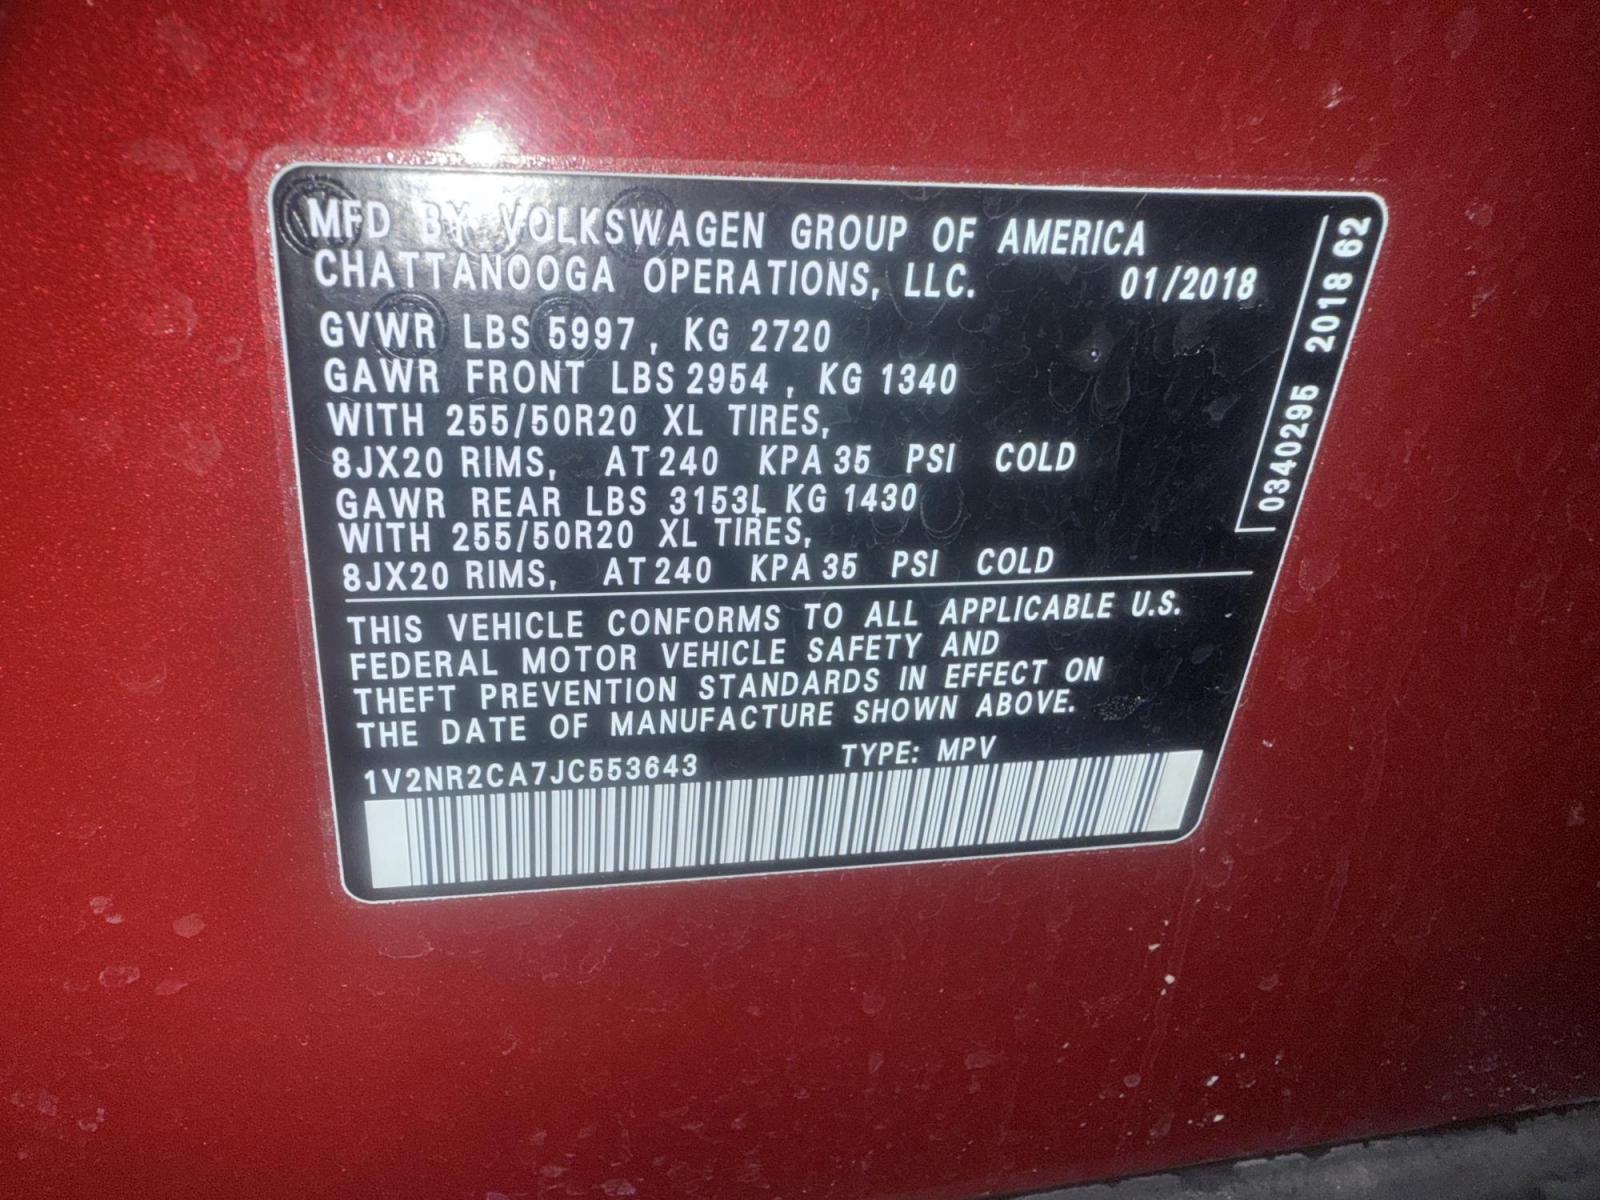 MFD BY VOLKSWAGEN GROUP OF AMERICA
CHATTANOOGA OPERATIONS, LLC. 01/2018
GVWR LBS 5997, KG 2720
GAWR FRONT LBS 2954, KG 1340
WITH 255/50R20 XL TIRES,
8JX20 RIMS, AT 240 KPA 35 PSI COLD
GAWR REAR LBS 3153, KG 1430
WITH 255/50R20 XL TIRES,
8JX20 RIMS, AT 240 KPA 35 PSI COLD
THIS VEHICLE CONFORMS TO ALL APPLICABLE U.S.
FEDERAL MOTOR VEHICLE SAFETY AND
THEFT PREVENTION STANDARDS IN EFFECT ON
THE DATE OF MANUFACTURE SHOWN ABOVE.
1V2NR2CA7JC553643 TYPE: MPV
0340295 2018 62